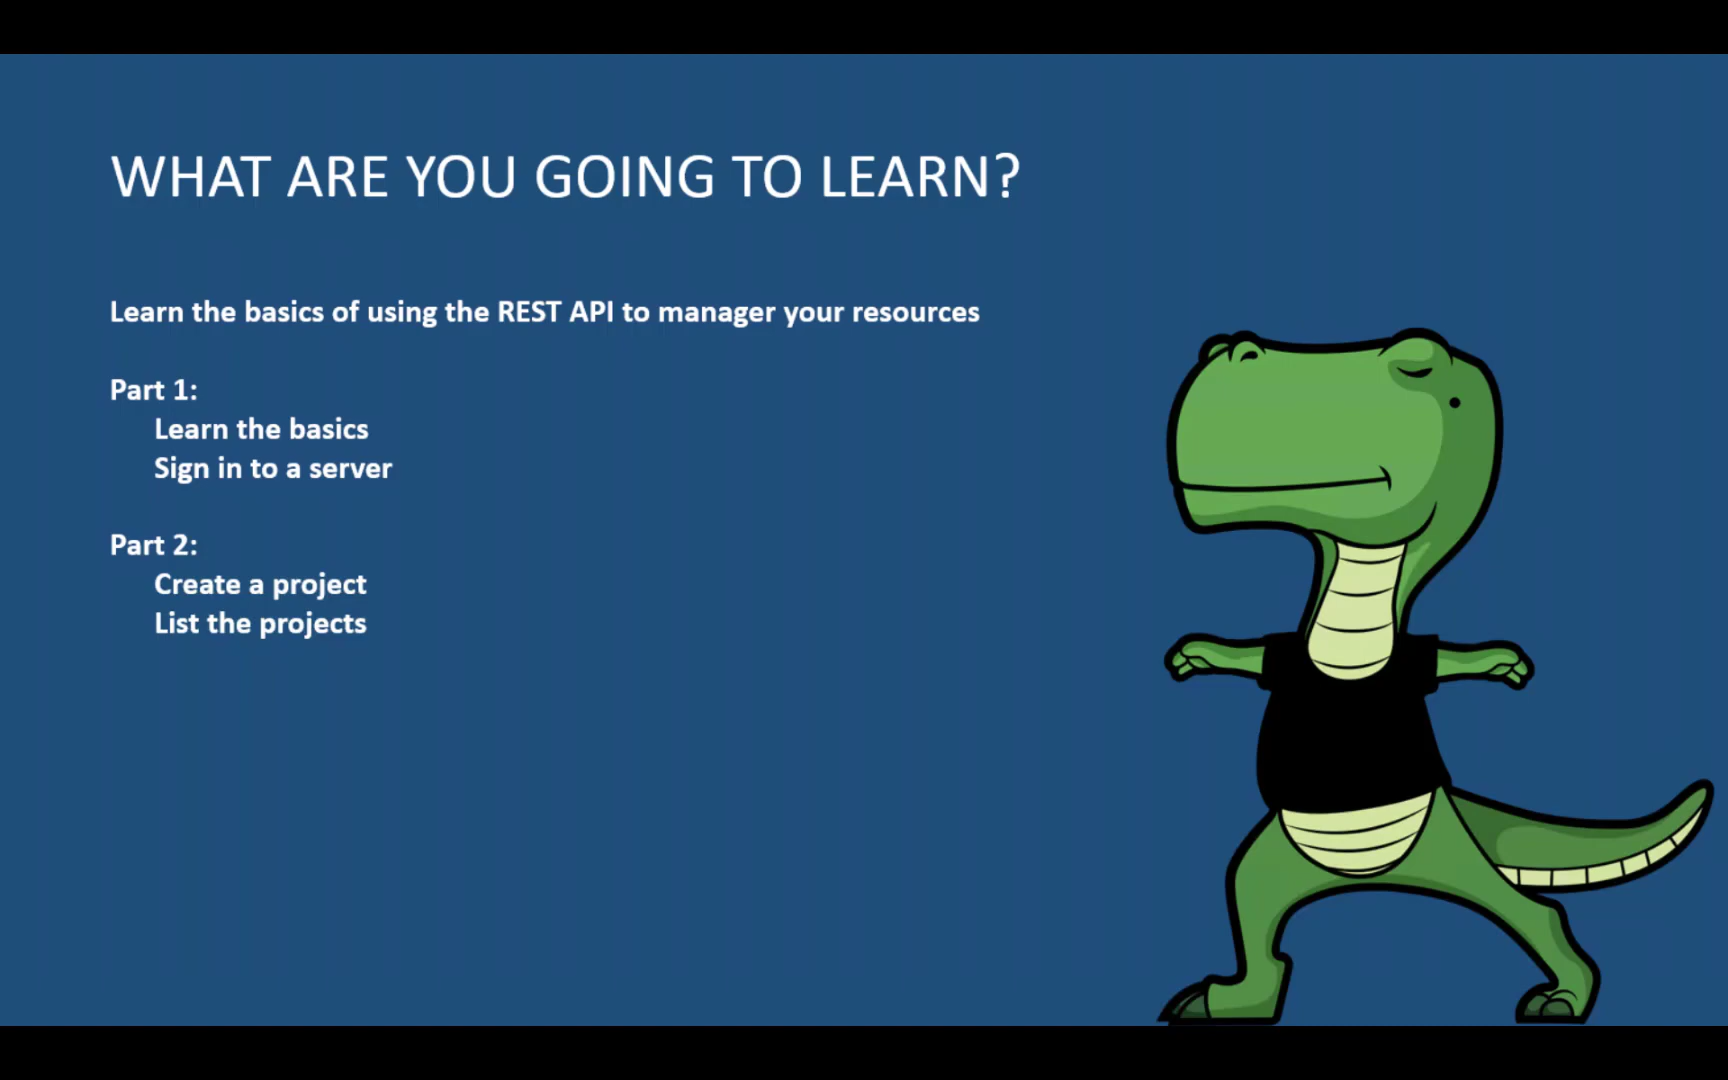 WHAT ARE YOU GOING TO LEARN?
Learn the basics of using the REST API to manager your resources
Part 1:
Learn the basics
Sign in to a server
Part 2:
Create a project
List the projects